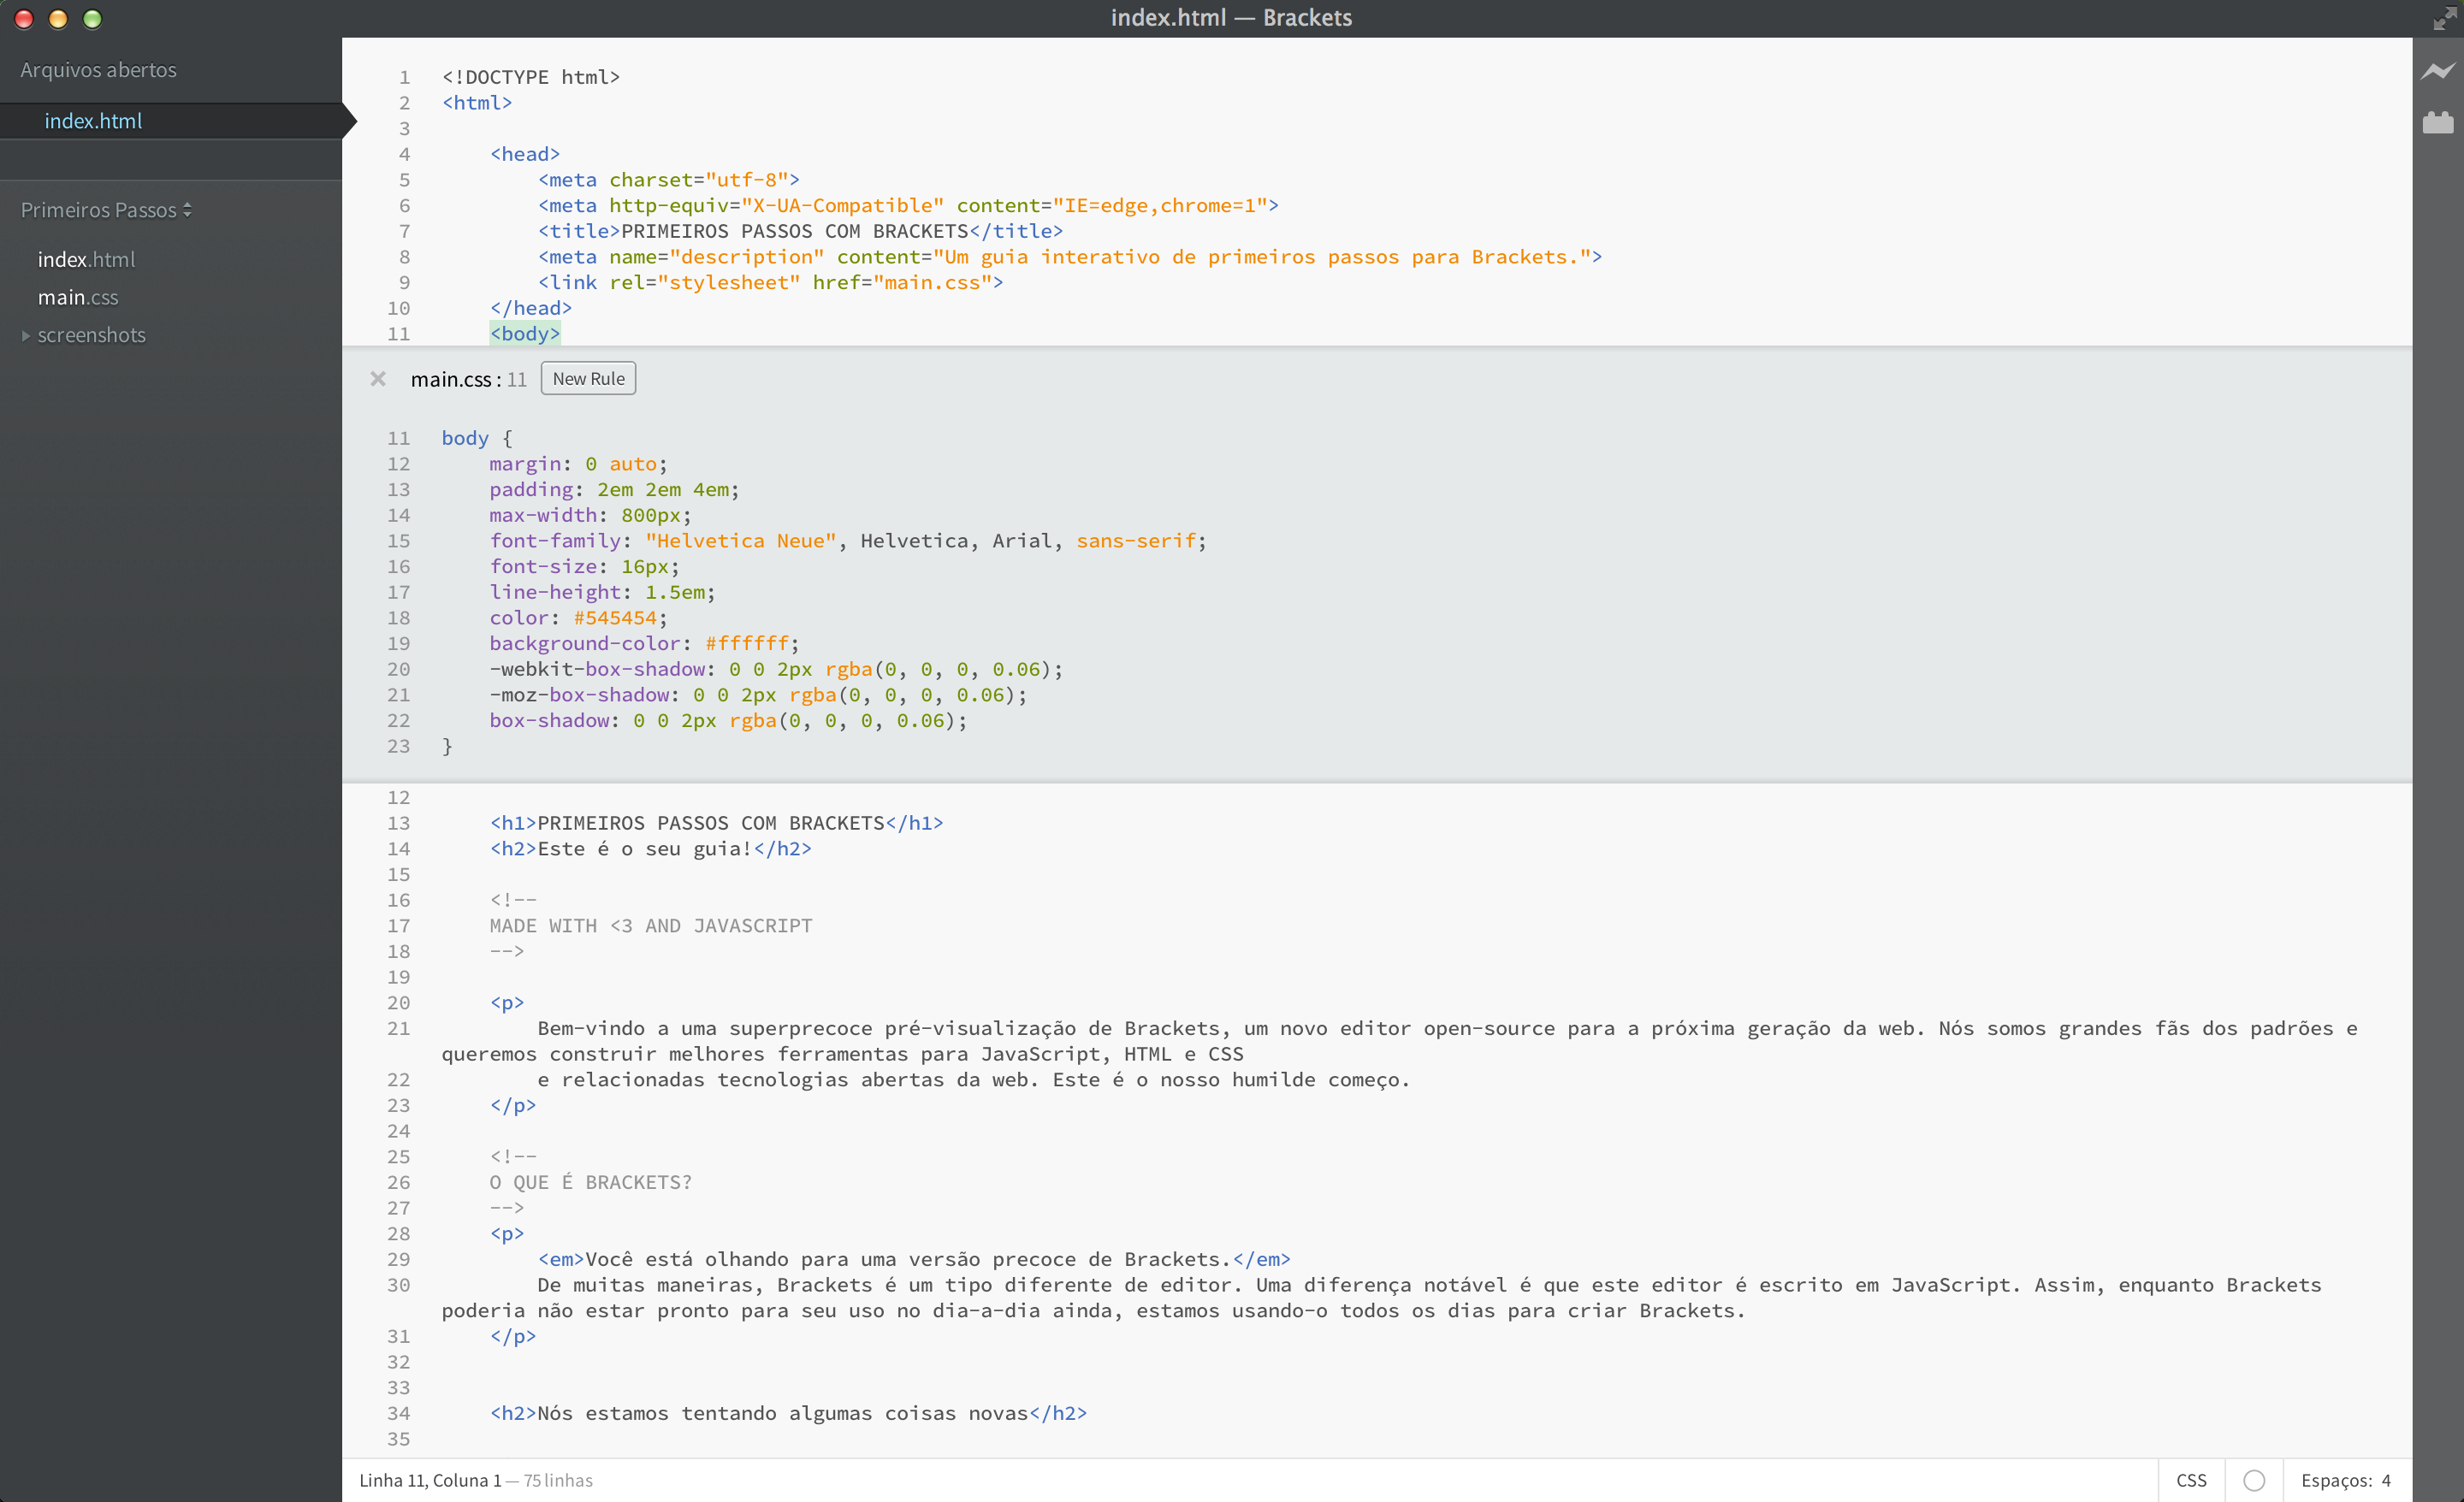 index.html — Brackets
Arquivos abertos
index.html
Primeiros Passos
index.html
main.css
screenshots
1 <!DOCTYPE html>
2 <html>
3
4 <head>
5 <meta charset="utf-8">
6 <meta http-equiv="X-UA-Compatible" content="IE=edge,chrome=1">
7 <title>PRIMEIROS PASSOS COM BRACKETS</title>
8 <meta name="description" content="Um guia interativo de primeiros passos para Brackets.">
9 <link rel="stylesheet" href="main.css">
10 </head>
11 <body>
main.css : 11 New Rule
11 body {
12 margin: 0 auto;
13 padding: 2em 2em 4em;
14 max-width: 800px;
15 font-family: "Helvetica Neue", Helvetica, Arial, sans-serif;
16 font-size: 16px;
17 line-height: 1.5em;
18 color: #545454;
19 background-color: #ffffff;
20 -webkit-box-shadow: 0 0 2px rgba(0, 0, 0, 0.06);
21 -moz-box-shadow: 0 0 2px rgba(0, 0, 0, 0.06);
22 box-shadow: 0 0 2px rgba(0, 0, 0, 0.06);
23 }
12
13 <h1>PRIMEIROS PASSOS COM BRACKETS</h1>
14 <h2>Este é o seu guia!</h2>
15
16 <!--
17 MADE WITH <3 AND JAVASCRIPT
18 -->
19
20 <p>
21 Bem-vindo a uma superprecoce pré-visualização de Brackets, um novo editor open-source para a próxima geração da web. Nós somos grandes fãs dos padrões e
queremos construir melhores ferramentas para JavaScript, HTML e CSS
22 e relacionadas tecnologias abertas da web. Este é o nosso humilde começo.
23 </p>
24
25 <!--
26 O QUE É BRACKETS?
27 -->
28 <p>
29 <em>Você está olhando para uma versão precoce de Brackets.</em>
30 De muitas maneiras, Brackets é um tipo diferente de editor. Uma diferença notável é que este editor é escrito em JavaScript. Assim, enquanto Brackets
poderia não estar pronto para seu uso no dia-a-dia ainda, estamos usando-o todos os dias para criar Brackets.
31 </p>
32
33
34 <h2>Nós estamos tentando algumas coisas novas</h2>
35
Linha 11, Coluna 1 — 75 linhas
CSS
Espaços: 4